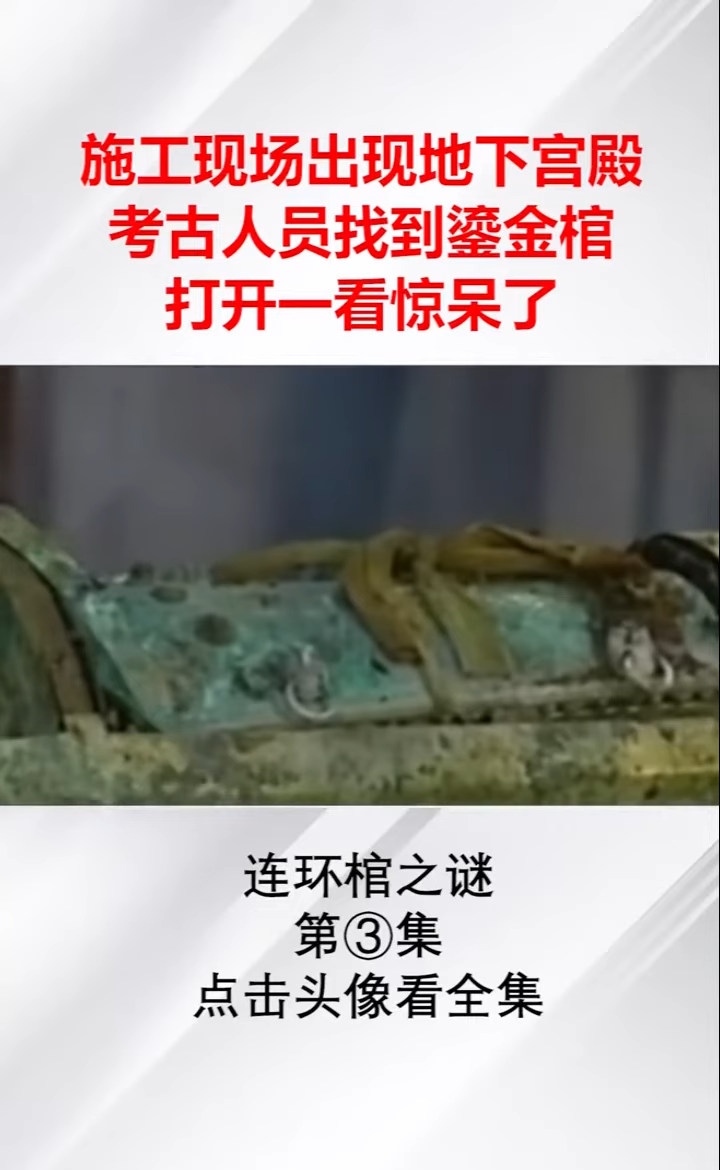 施工现场出现地下宫殿
考古人员找到鎏金棺
打开一看惊呆了
连环棺之谜
第③集
点击头像看全集